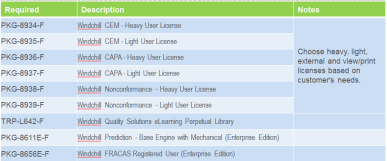 Required Description Notes
PKG-8934-F Windchill CEM - Heavy User License
PKG-8935-F Windchill CEM - Light User License
PKG-8936-F Windchill CAPA - Heavy User License
PKG-8937-F Windchill CAPA - Light User License
PKG-8938-F Windchill Nonconformance - Heavy User License
PKG-8939-F Windchill Nonconformance - Light User License
Choose heavy, light,
external and view/print
licenses based on
customer's needs.
TRP-L642-F Windchill Quality Solutions eLearning Perpetual Library
PKG-8611E-F Windchill Prediction - Base Engine with Mechanical (Enterprise Edition)
PKG-8656E-F Windchill FRACAS Registered User (Enterprise Edition)